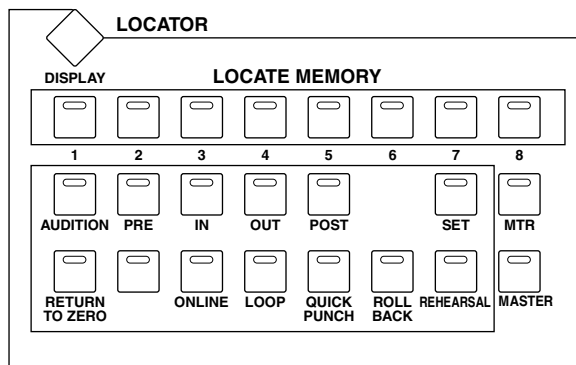 LOCATOR
DISPLAY
LOCATE MEMORY
1 2 3 4 5 6 7 8
AUDITION PRE IN OUT POST SET MTR
RETURN TO ZERO ONLINE LOOP QUICK PUNCH ROLL BACK REHEARSAL MASTER